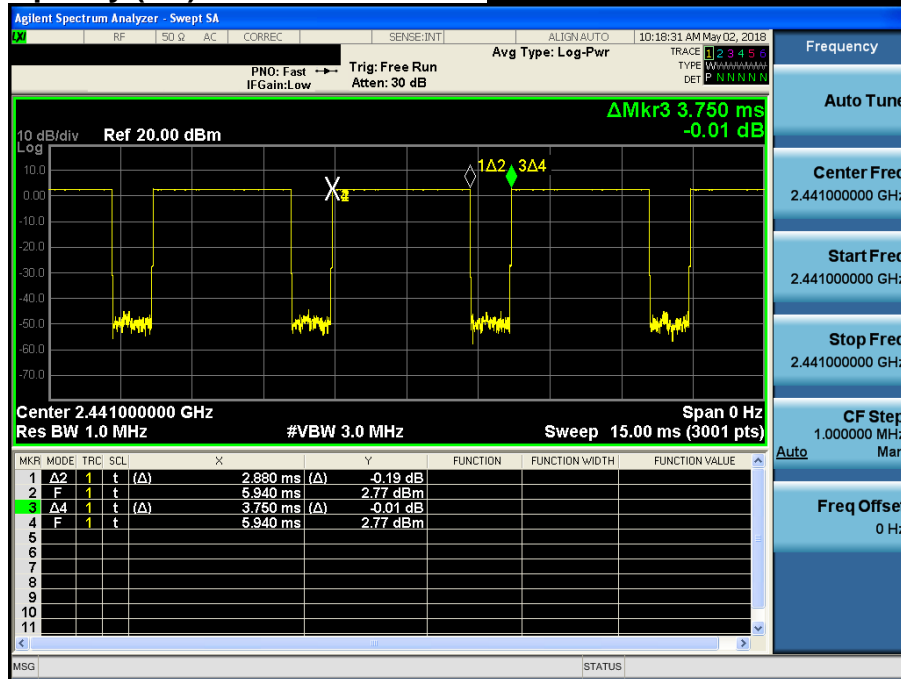 Agilent Spectrum Analyzer - Swept SA
LXI RF 50 Ω AC CORREC SENSE:INT ALIGN AUTO 10:18:31 AM May 02, 2018
Avg Type: Log-Pwr TRACE 1 2 3 4 5 6
PNO: Fast Trig: Free Run TYPE WWWWWW
IFGain:Low Atten: 30 dB DET P N N N N N
ΔMkr3 3.750 ms
-0.01 dB
10 dB/div Ref 20.00 dBm
Log
10.0
0.00
-10.0
-20.0
-30.0
-40.0
-50.0
-60.0
-70.0
1Δ2 3Δ4
Center 2.441000000 GHz Span 0 Hz
Res BW 1.0 MHz #VBW 3.0 MHz Sweep 15.00 ms (3001 pts)
MKR MODE TRC SCL X Y FUNCTION FUNCTION WIDTH FUNCTION VALUE
1 Δ2 1 t (Δ) 2.880 ms (Δ) -0.19 dB
2 F 1 t 5.940 ms 2.77 dBm
3 Δ4 1 t (Δ) 3.750 ms (Δ) -0.01 dB
4 F 1 t 5.940 ms 2.77 dBm
5
6
7
8
9
10
11
MSG STATUS
Frequency
Auto Tune
Center Freq
2.441000000 GHz
Start Freq
2.441000000 GHz
Stop Freq
2.441000000 GHz
CF Step
1.000000 MHz
Auto Man
Freq Offset
0 Hz